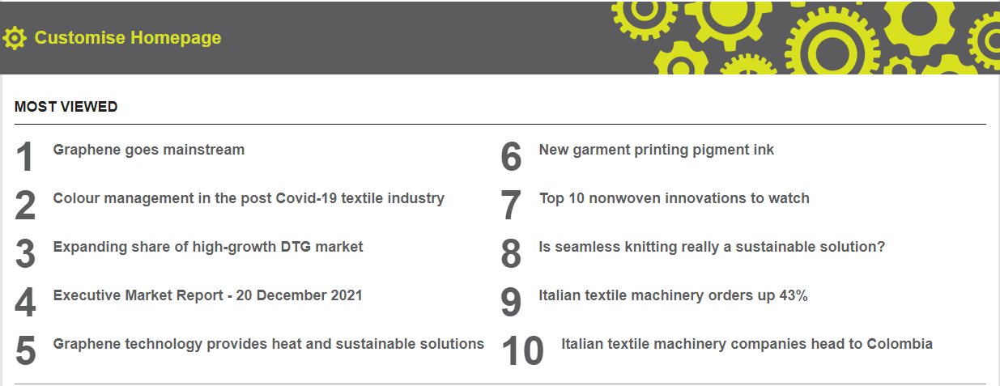 Customise Homepage
MOST VIEWED
1 Graphene goes mainstream
2 Colour management in the post Covid-19 textile industry
3 Expanding share of high-growth DTG market
4 Executive Market Report - 20 December 2021
5 Graphene technology provides heat and sustainable solutions
6 New garment printing pigment ink
7 Top 10 nonwoven innovations to watch
8 Is seamless knitting really a sustainable solution?
9 Italian textile machinery orders up 43%
10 Italian textile machinery companies head to Colombia